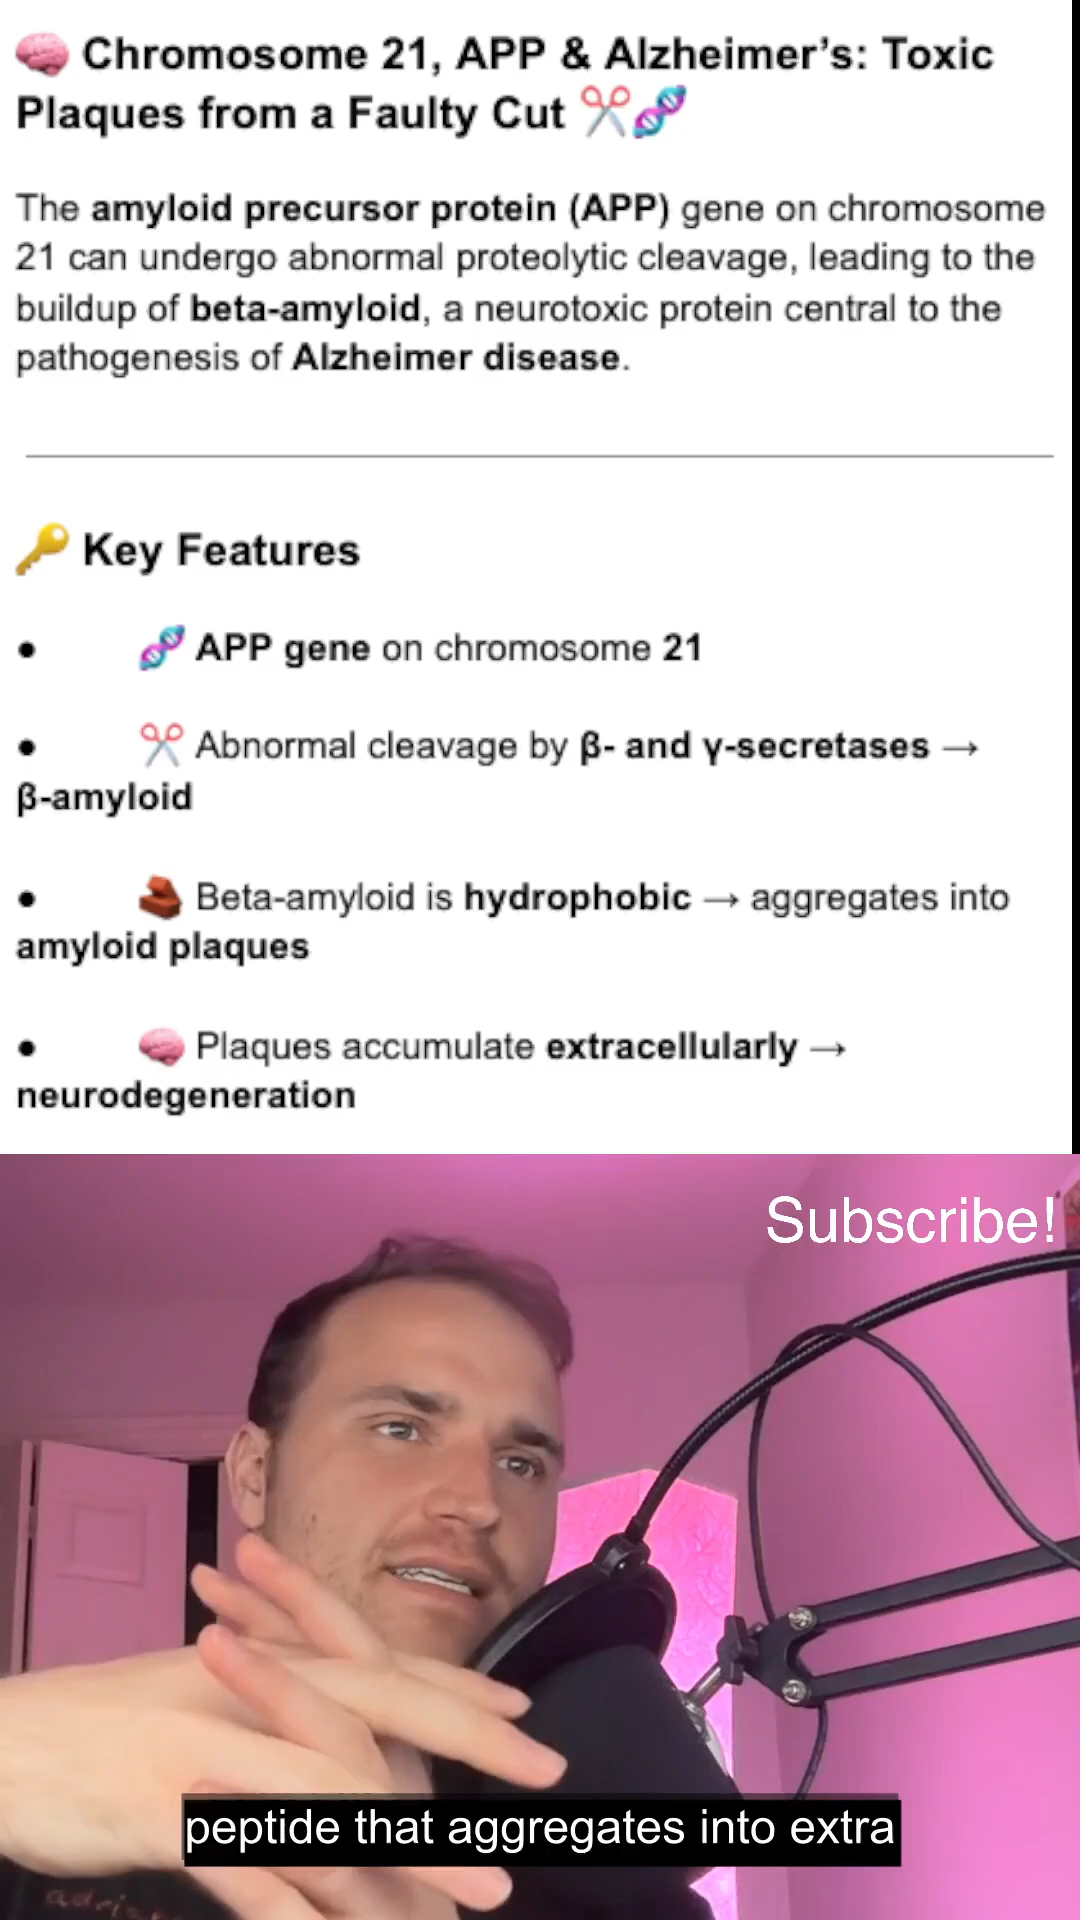 🧠 Chromosome 21, APP & Alzheimer’s: Toxic
Plaques from a Faulty Cut ✂️🧬
The amyloid precursor protein (APP) gene on chromosome
21 can undergo abnormal proteolytic cleavage, leading to the
buildup of beta-amyloid, a neurotoxic protein central to the
pathogenesis of Alzheimer disease.
🔑 Key Features
● 🧬 APP gene on chromosome 21
● ✂️ Abnormal cleavage by β- and γ-secretases →
β-amyloid
● 🧱 Beta-amyloid is hydrophobic → aggregates into
amyloid plaques
● 🧠 Plaques accumulate extracellularly →
neurodegeneration
Subscribe!
peptide that aggregates into extra